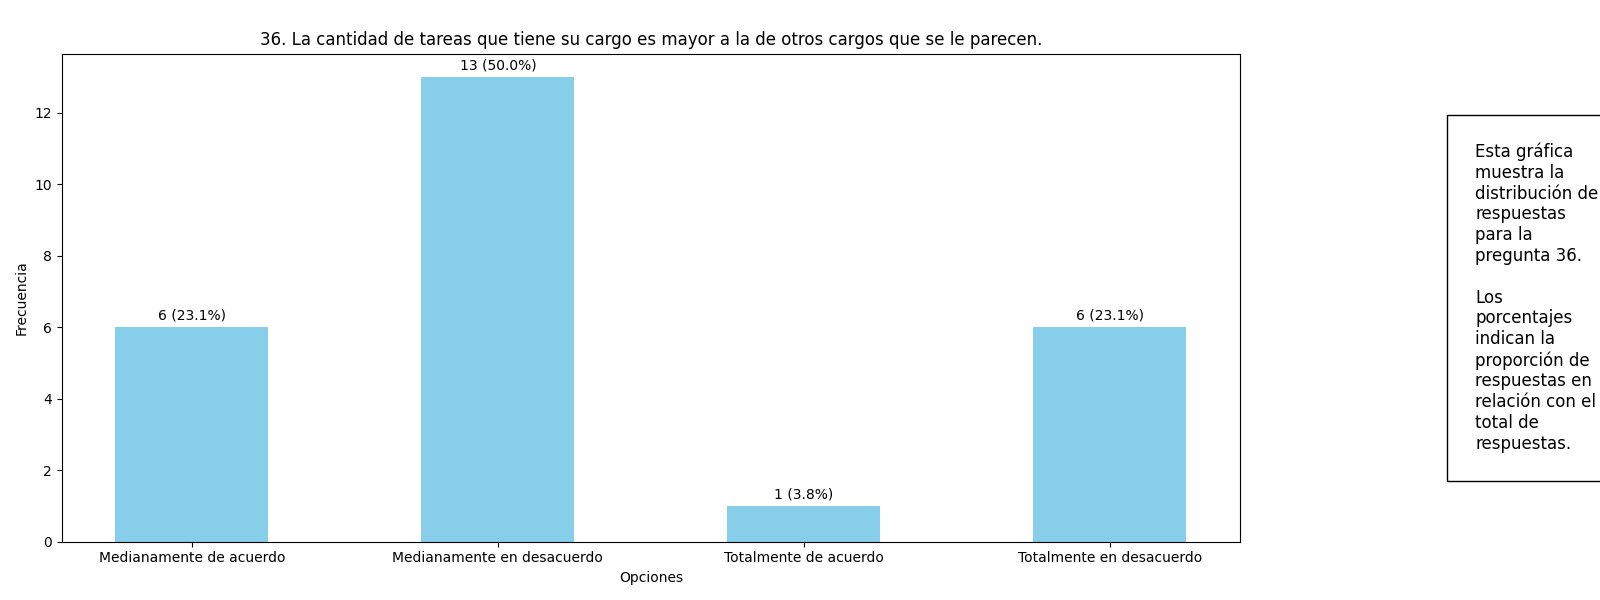 36. La cantidad de tareas que tiene su cargo es mayor a la de otros cargos que se le parecen.
13 (50.0%)
6 (23.1%)
1 (3.8%)
6 (23.1%)
Frecuencia
12
10
8
6
4
2
0
Medianamente de acuerdo
Medianamente en desacuerdo
Totalmente de acuerdo
Totalmente en desacuerdo
Opciones
Esta gráfica
muestra la
distribución de
respuestas
para la
pregunta 36.
Los
porcentajes
indican la
proporción de
respuestas en
relación con el
total de
respuestas.